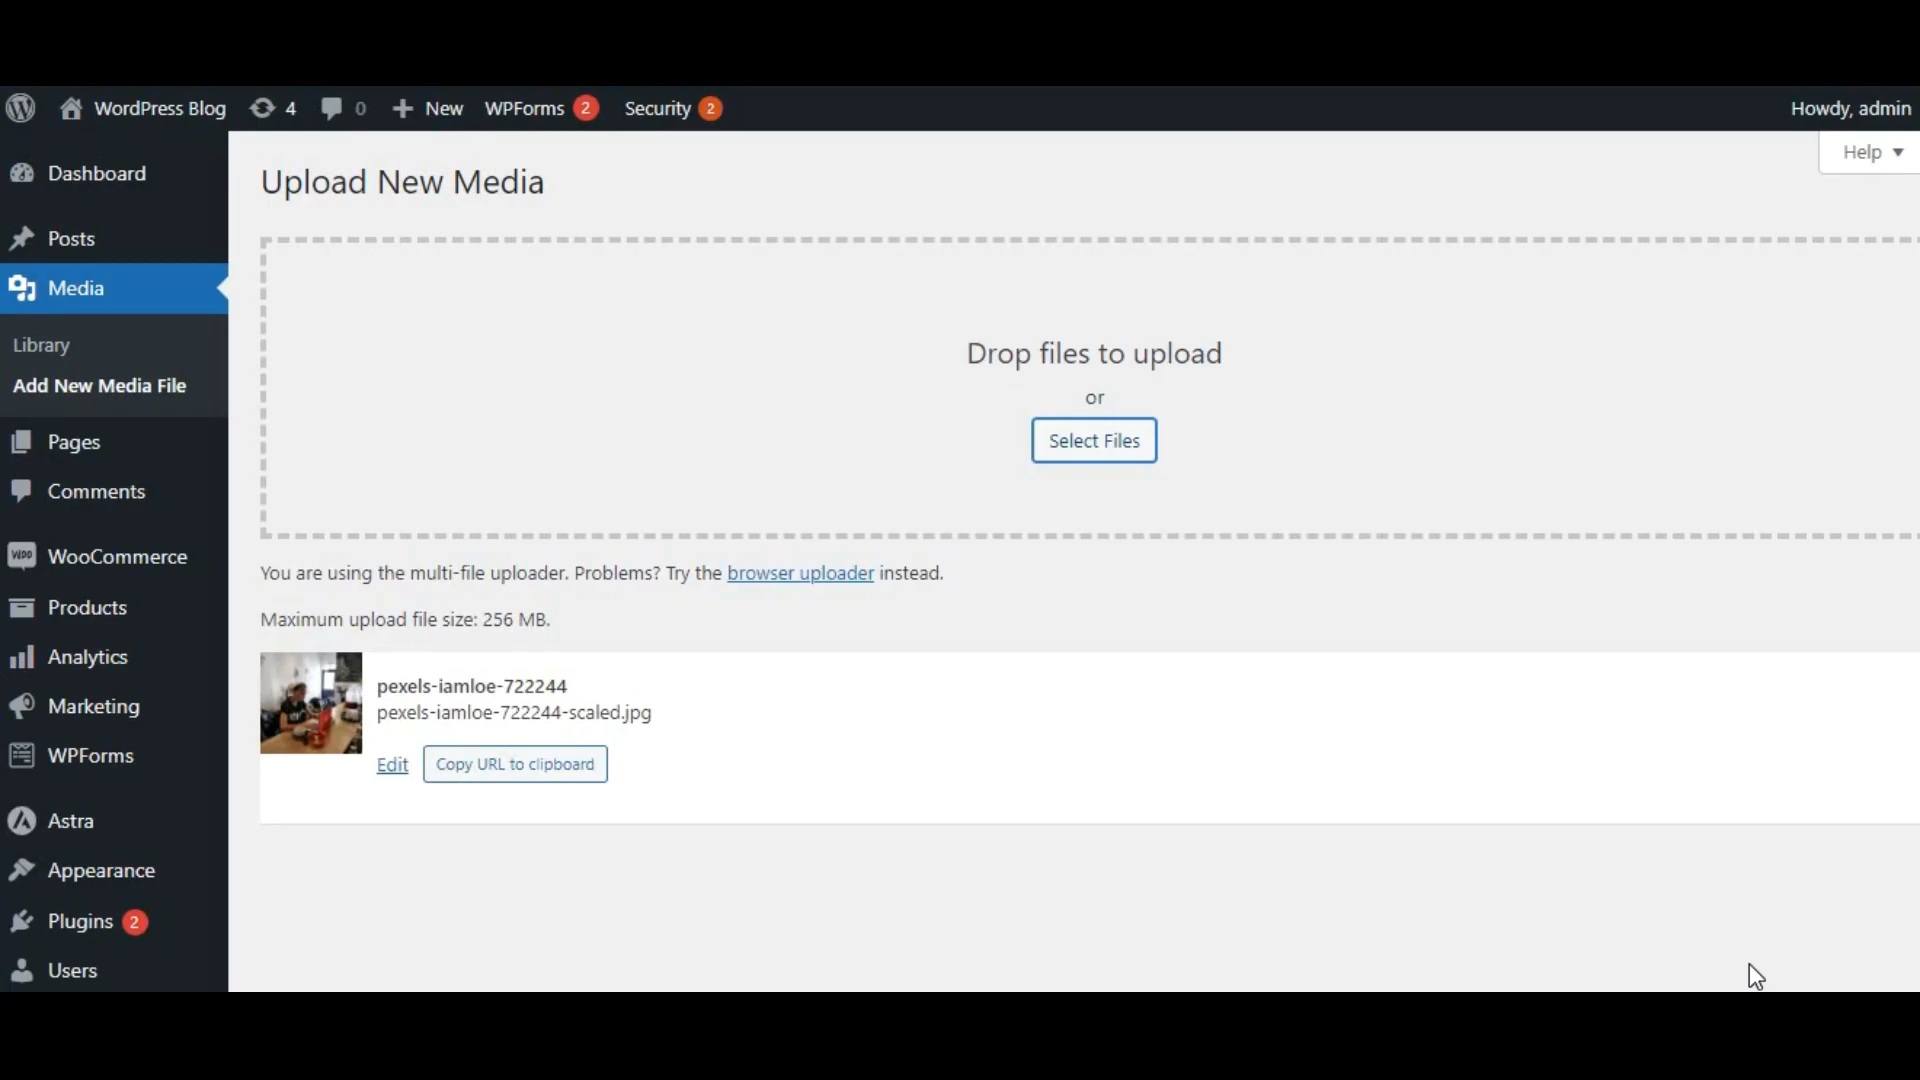 WordPress Blog 4 0 New WPForms 2 Security 2 Howdy, admin
Help
Dashboard
Posts
Media
Library
Add New Media File
Pages
Comments
WooCommerce
Products
Analytics
Marketing
WPForms
Astra
Appearance
Plugins 2
Users
Upload New Media
Drop files to upload
or
Select Files
You are using the multi-file uploader. Problems? Try the browser uploader instead.
Maximum upload file size: 256 MB.
pexels-iamloe-722244
pexels-iamloe-722244-scaled.jpg
Edit Copy URL to clipboard